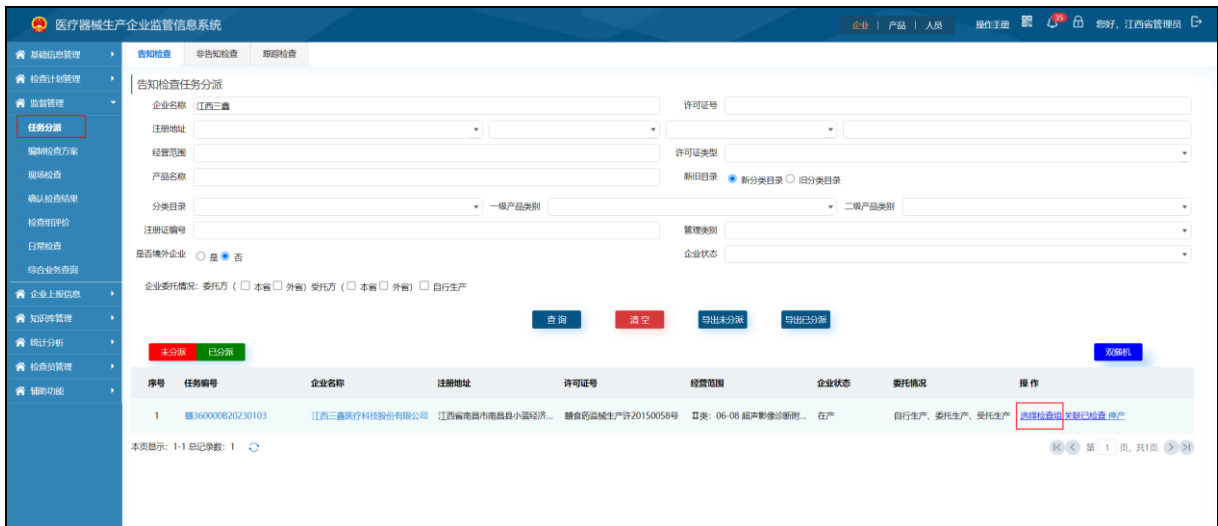 医疗器械生产企业监管信息系统 企业 | 产品 | 人员 操作手册 35 您好，江西省管理员
基础信息管理 告知检查 非告知检查 跟踪检查
检查计划管理 告知检查任务分派
监督管理 企业名称 江西三鑫 许可证号
任务分派 注册地址
编制检查方案 经营范围 许可证类型
现场检查 产品名称 新旧目录 新分类目录 旧分类目录
确认检查结果 分类目录 一级产品类别 二级产品类别
检查组评价 注册证编号 管理类别
日常检查 是否境外企业 是 否 企业状态
综合业务查询
企业上报信息 企业委托情况: 委托方 ( 本省 外省) 受托方 ( 本省 外省) 自行生产
知识库管理 查询 清空 导出未分派 导出已分派
统计分析 未分派 已分派 双随机
检查员管理
辅助功能 序号 任务编号 企业名称 注册地址 许可证号 经营范围 企业状态 委托情况 操作
1 赣360000B20230103 江西三鑫医疗科技股份有限公司 江西省南昌市南昌县小蓝经济... 赣食药监械生产许20150058号 II类: 06-08 超声影像诊断附... 在产 自行生产、委托生产、受托生产 选择检查组 关联已检查 停产
本页显示: 1-1 总记录数: 1 第 1 页, 共1页